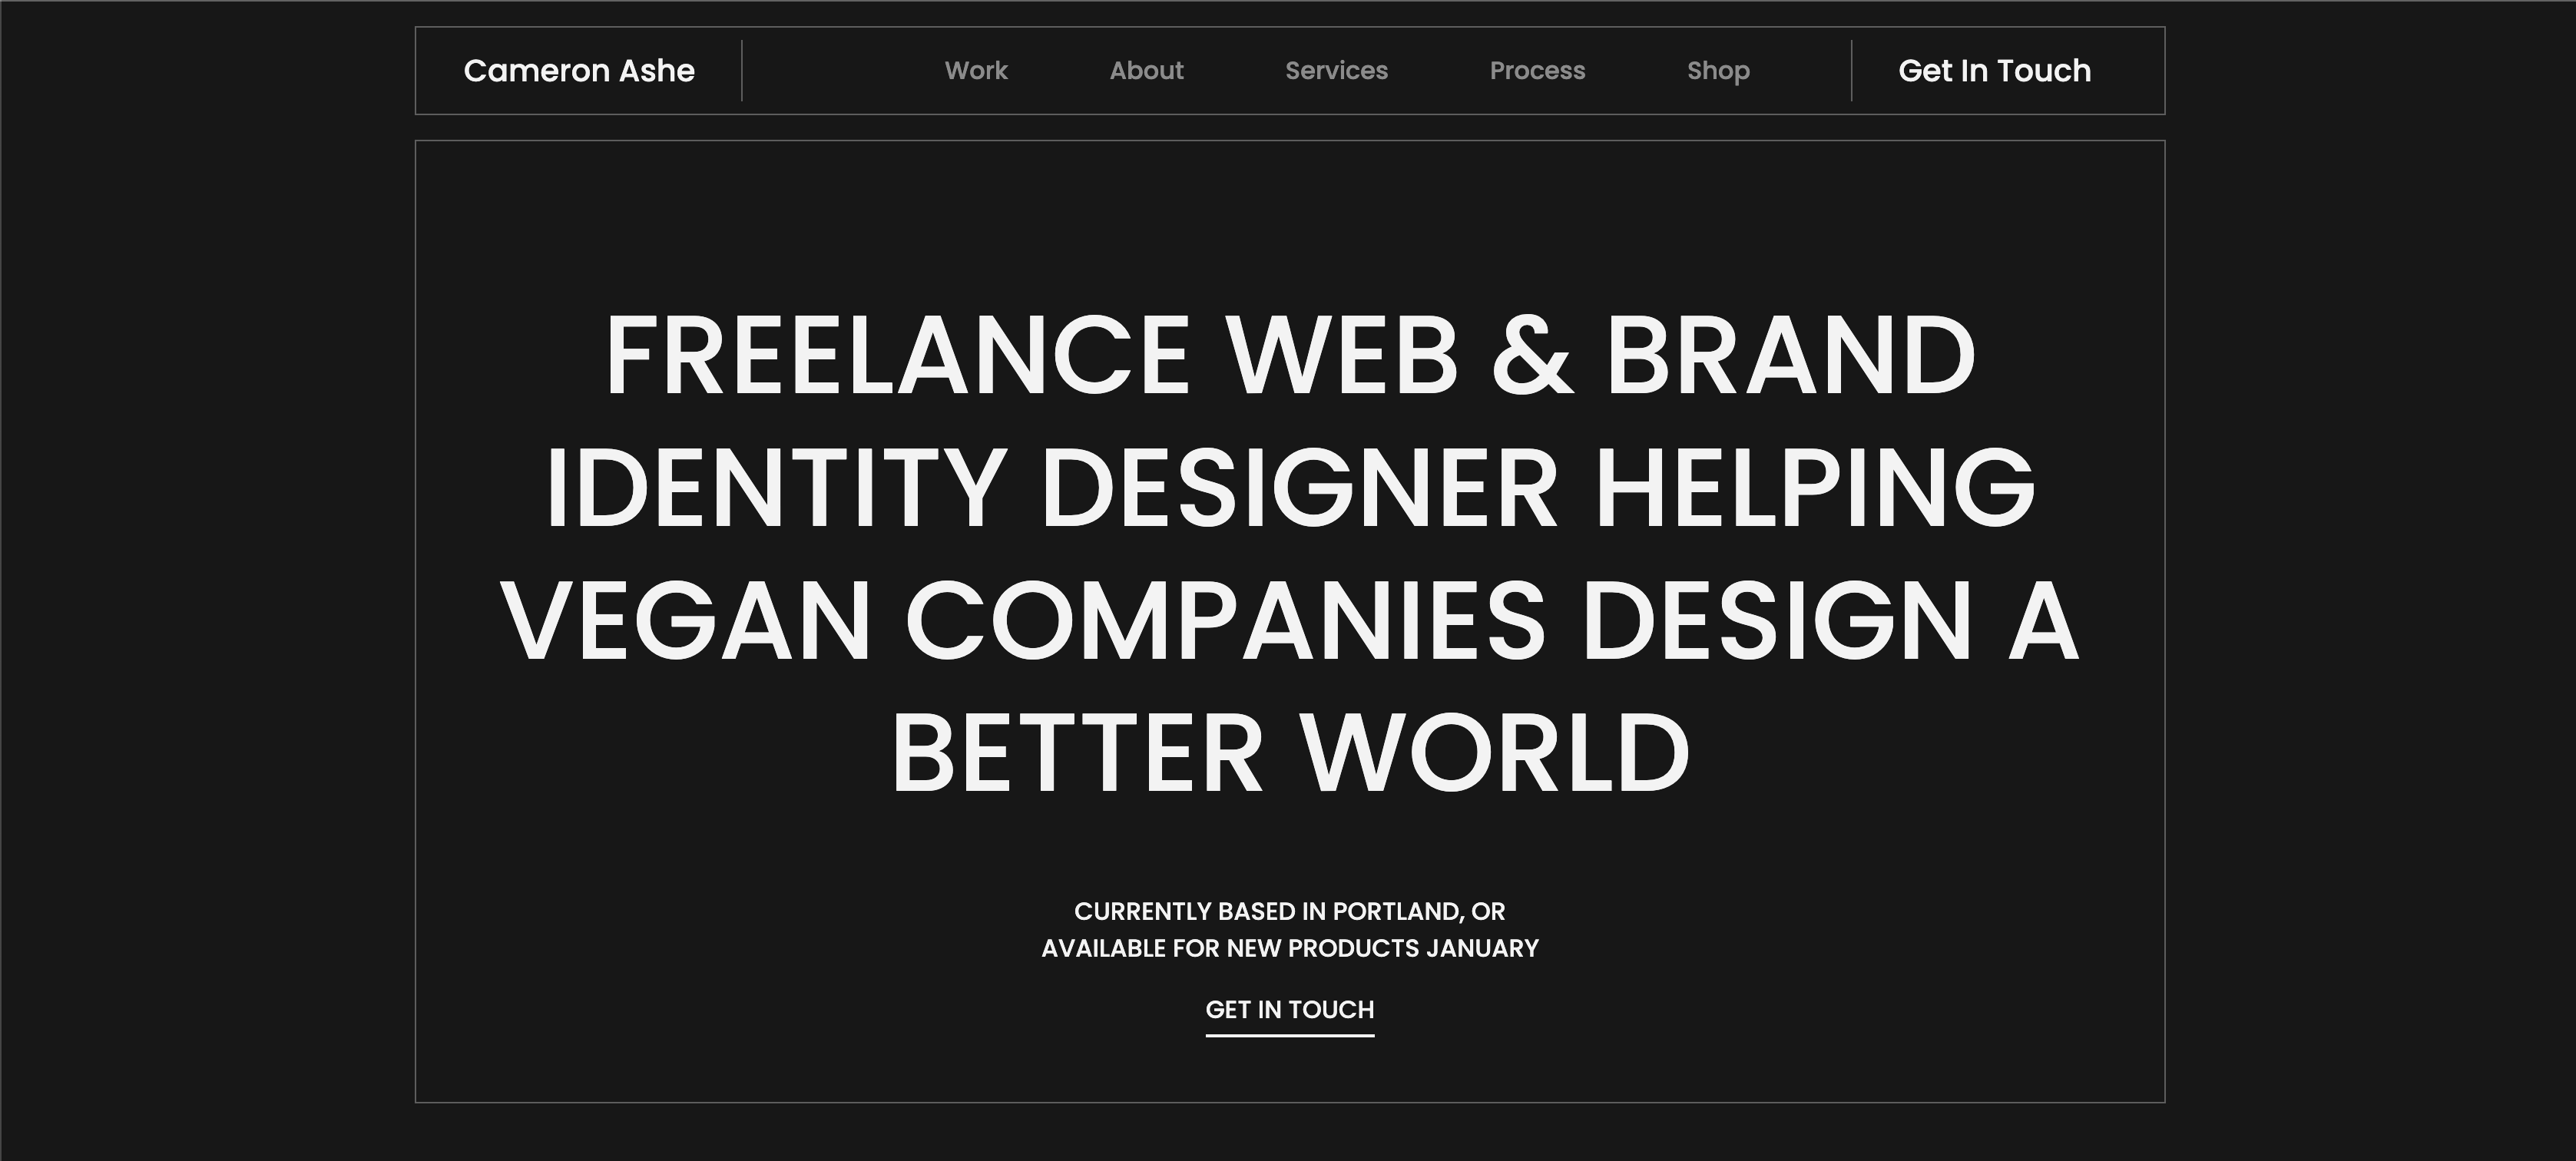 Cameron Ashe
Work
About
Services
Process
Shop
Get In Touch
FREELANCE WEB & BRAND
IDENTITY DESIGNER HELPING
VEGAN COMPANIES DESIGN A
BETTER WORLD
CURRENTLY BASED IN PORTLAND, OR
AVAILABLE FOR NEW PRODUCTS JANUARY
GET IN TOUCH